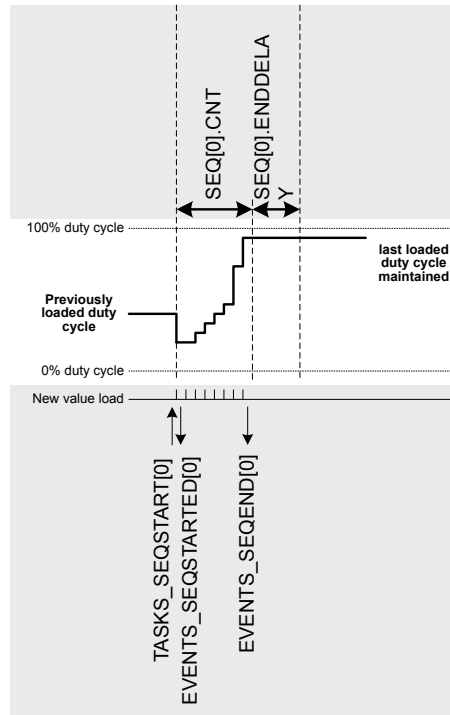 SEQ[0].CNT
SEQ[0].ENDDELA
Y
100% duty cycle
last loaded
duty cycle
maintained
Previously
loaded duty
cycle
0% duty cycle
New value load
TASKS_SEQSTART[0]
EVENTS_SEQSTARTED[0]
EVENTS_SEQEND[0]